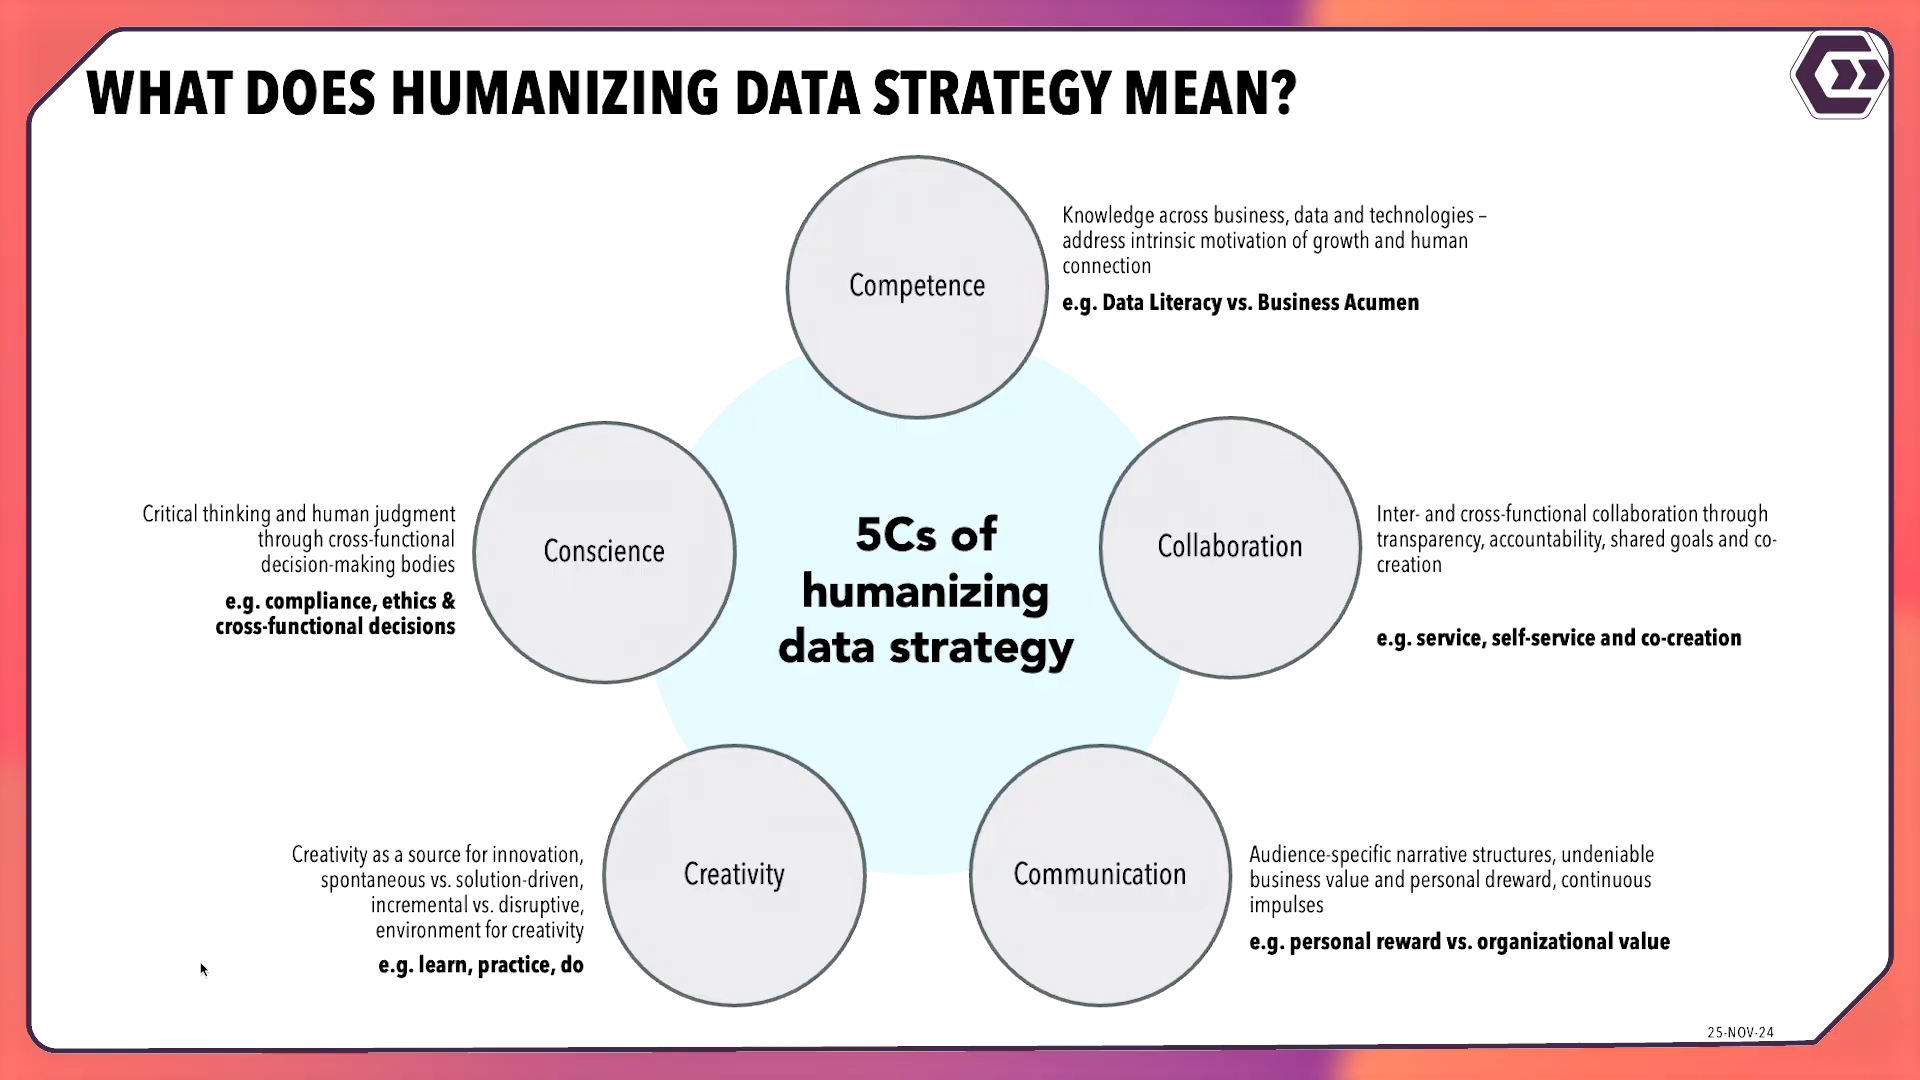 WHAT DOES HUMANIZING DATA STRATEGY MEAN?
Competence
Knowledge across business, data and technologies –
address intrinsic motivation of growth and human
connection
e.g. Data Literacy vs. Business Acumen
Collaboration
Inter- and cross-functional collaboration through
transparency, accountability, shared goals and co-
creation
e.g. service, self-service and co-creation
Communication
Audience-specific narrative structures, undeniable
business value and personal dreward, continuous
impulses
e.g. personal reward vs. organizational value
Creativity
Creativity as a source for innovation,
spontaneous vs. solution-driven,
incremental vs. disruptive,
environment for creativity
e.g. learn, practice, do
Conscience
Critical thinking and human judgment
through cross-functional
decision-making bodies
e.g. compliance, ethics &
cross-functional decisions
5Cs of
humanizing
data strategy
25-NOV-24